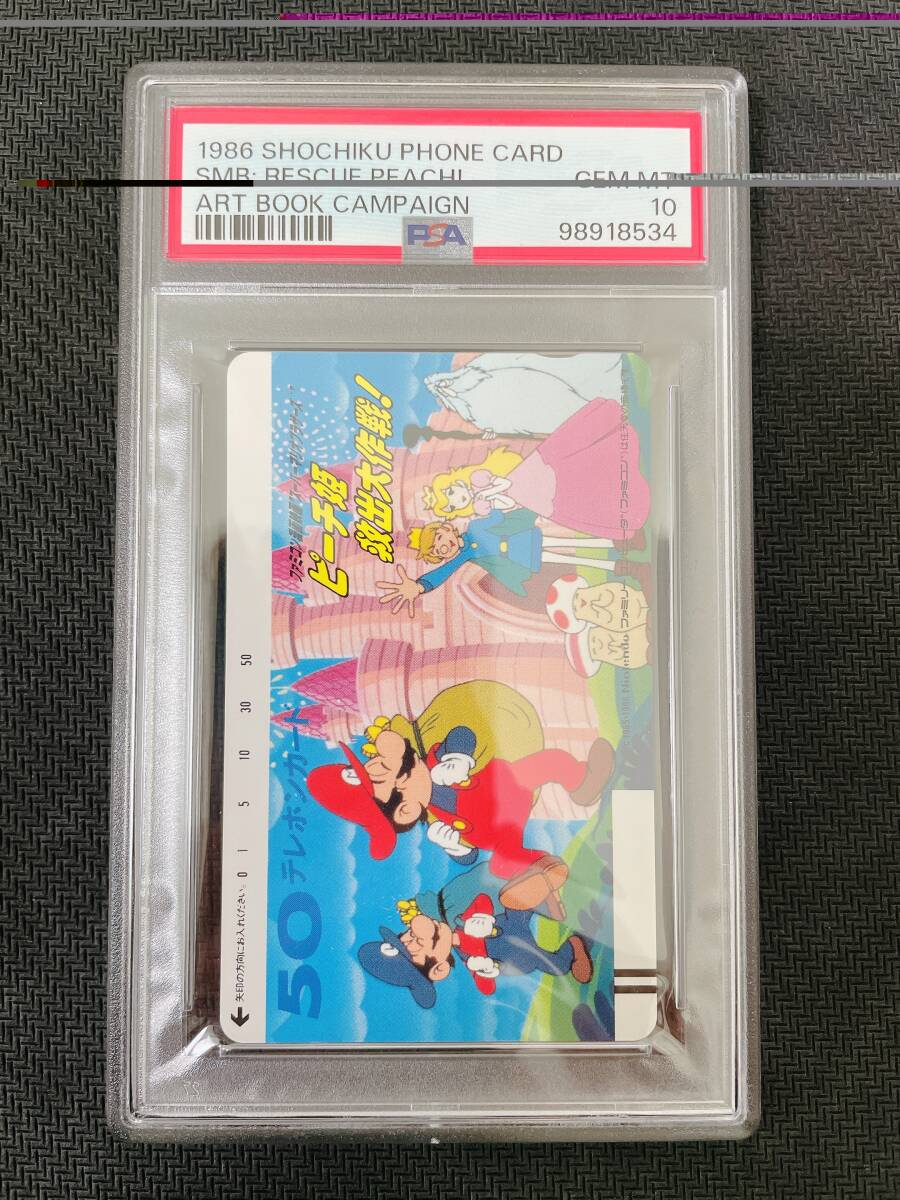 1986 SHOCHIKU PHONE CARD
SMB: RESCUE PEACH!
GEM MT
ART BOOK CAMPAIGN
10
PSA
98918534
ピーチ姫
救出大作戦!
50 テレホンカード
←矢印の方向にお入れください。
0 1 5 10 30 50